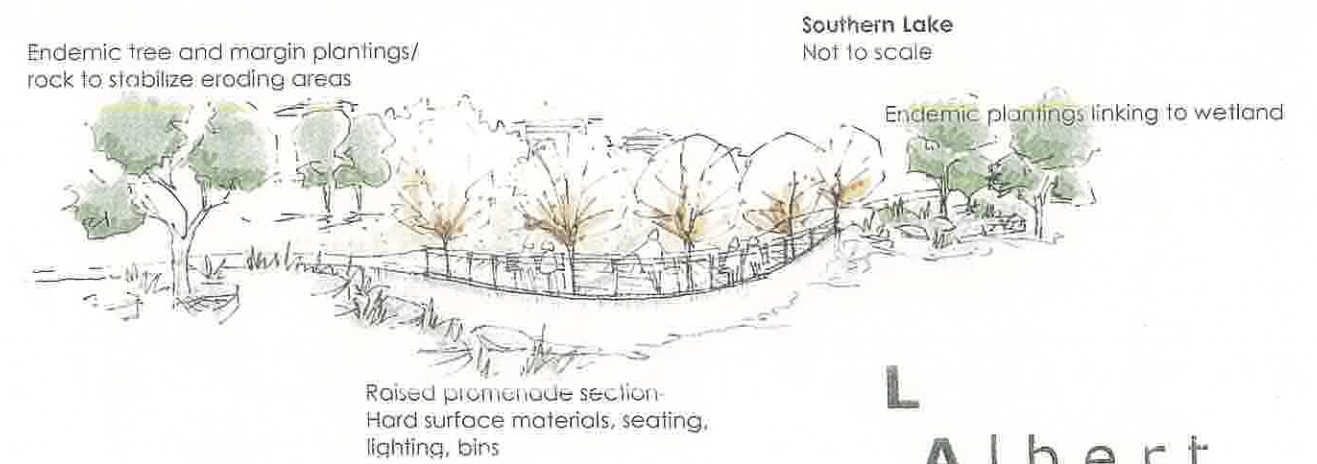 Southern Lake
Not to scale
Endemic tree and margin plantings/
rock to stabilize eroding areas
Endemic plantings linking to wetland
Raised promenade section-
Hard surface materials, seating,
lighting, bins
L
Albert